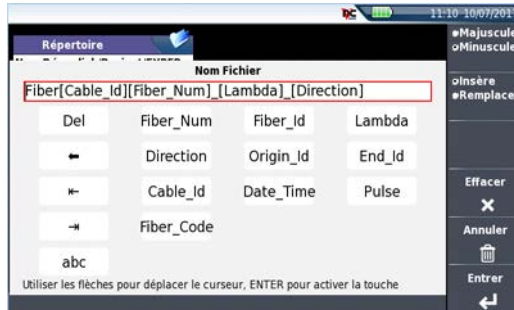 11:10 10/07/201
Répertoire
Majuscule
Minuscule
Nom Fichier
Insère
Remplace
Fiber[Cable_Id][Fiber_Num]_[Lambda]_[Direction]
Del Fiber_Num Fiber_Id Lambda
Direction Origin_Id End_Id
Cable_Id Date_Time Pulse
Effacer
Fiber_Code
Annuler
abc
Entrer
Utiliser les flèches pour déplacer le curseur, ENTER pour activer la touche